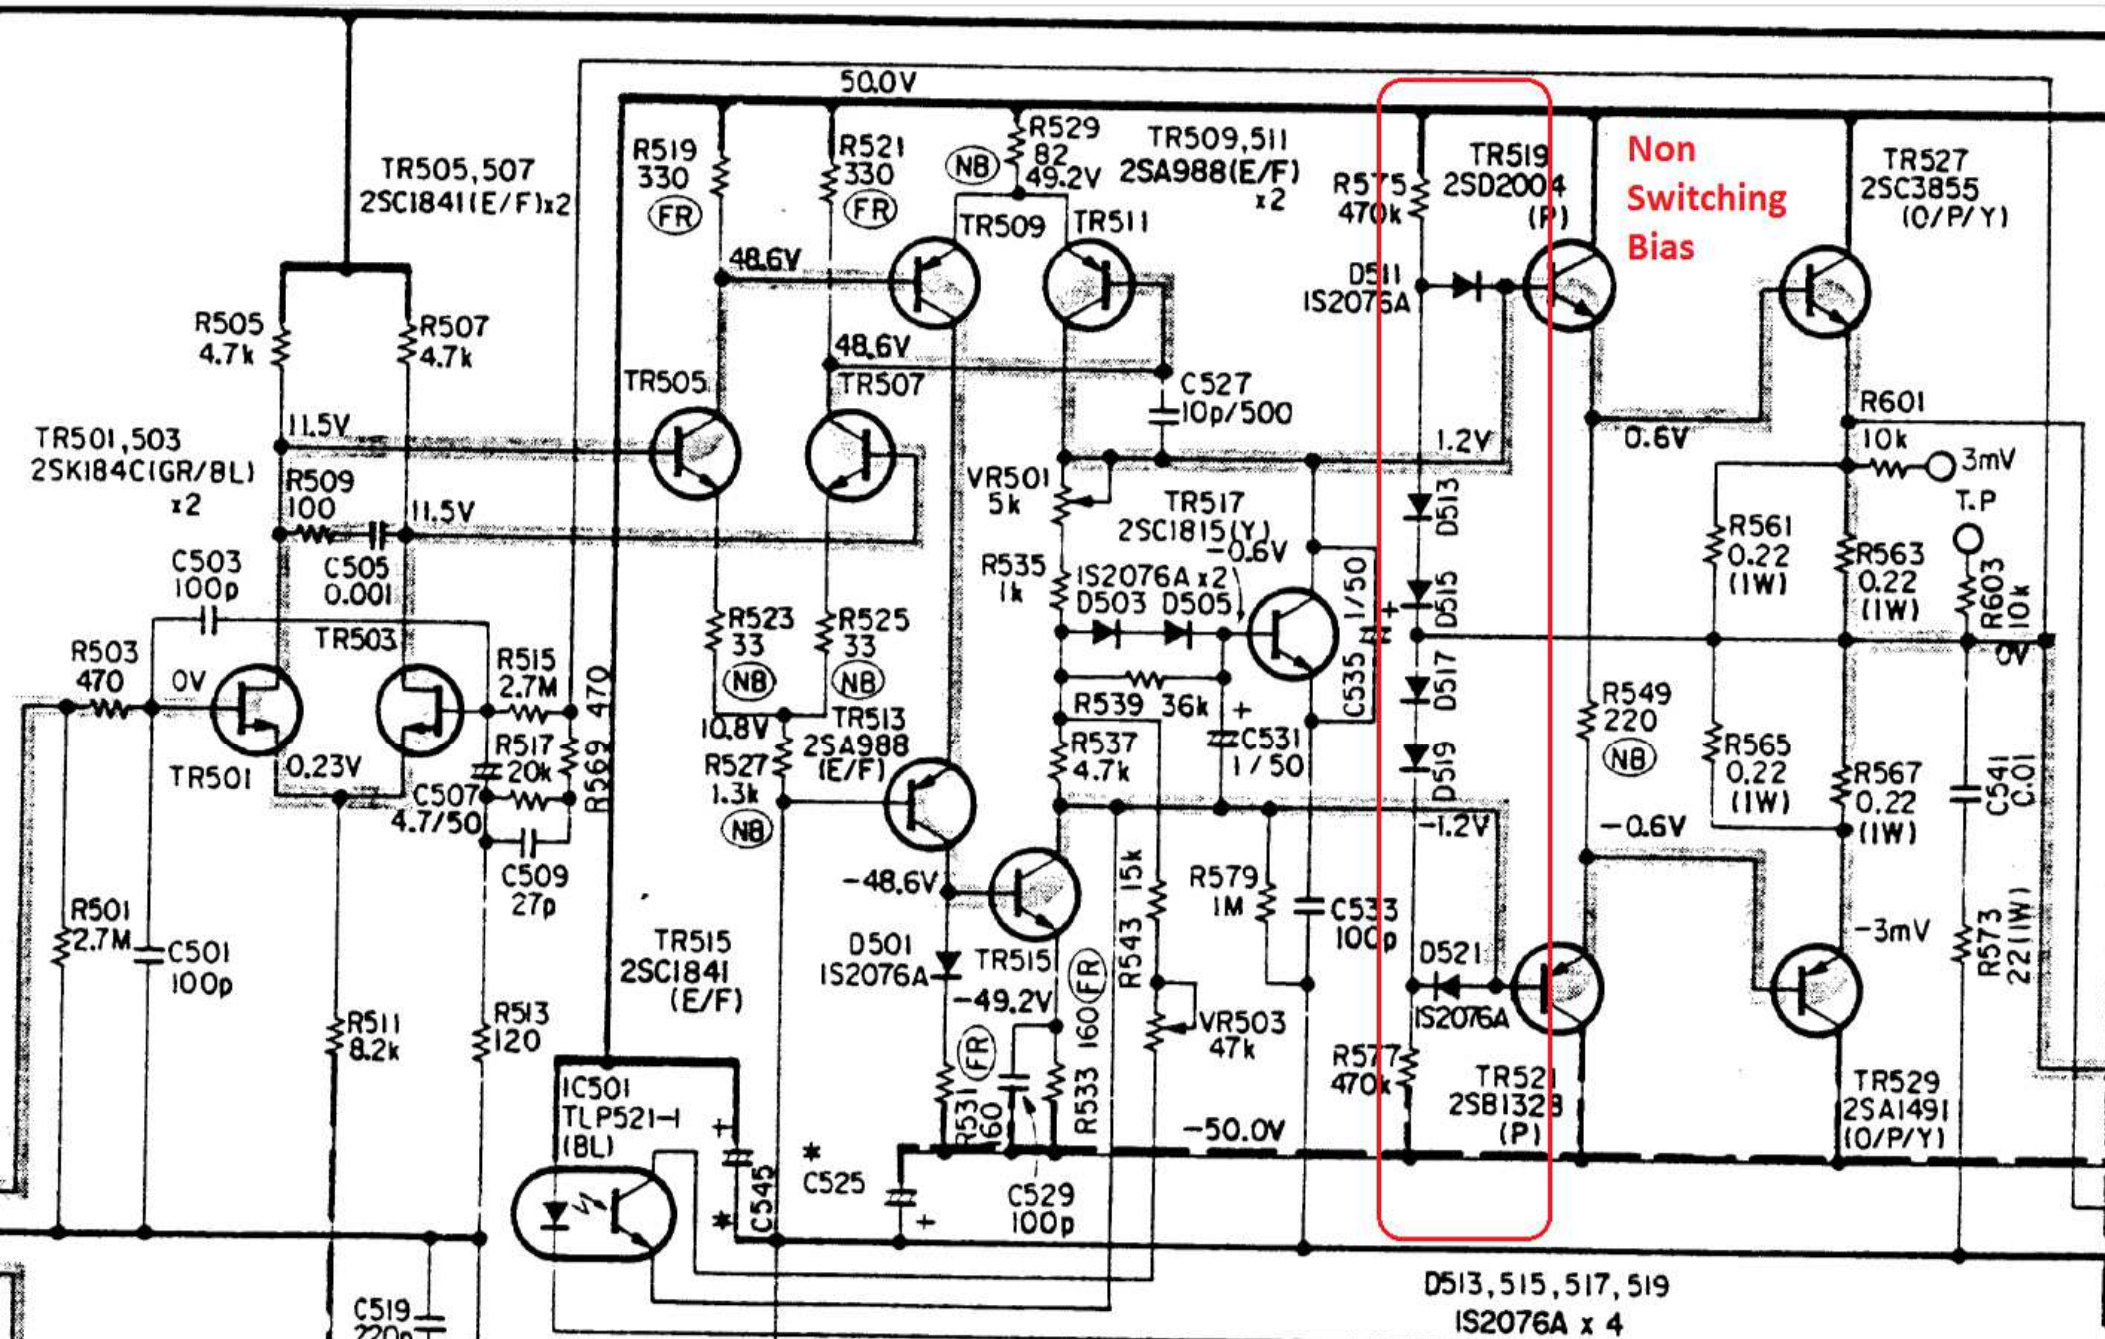 50.0V
TR505,507
2SC1841(E/F)x2
R519
330
(FR)
R521
330
(FR)
(NB)
R529
82
49.2V
TR509,511
2SA988(E/F)
x2
TR509
TR511
48.6V
48.6V
R575
470k
TR519
2SD2004
(P)
Non
Switching
Bias
TR527
2SC3855
(O/P/Y)
D511
1S2076A
R505
4.7k
R507
4.7k
TR505
TR507
C527
10p/500
1.2V
0.6V
R601
10k
3mV
T.P
11.5V
TR501,503
2SK184C(GR/BL)
x2
R509
100
11.5V
C503
100p
C505
0.001
VR501
5k
TR517
2SC1815(Y)
-0.6V
R535
1k
1S2076A x2
D503
D505
1/50
+
C535
D513
D515
D517
D519
R561
0.22
(1W)
R563
0.22
(1W)
R603
10k
0V
R503
470
0V
TR503
R515
2.7M
R523
33
(NB)
R525
33
(NB)
R539
36k
+
C531
1/50
R549
220
(NB)
R565
0.22
(1W)
R567
0.22
(1W)
C541
0.01
TR501
0.23V
R517
20k
C507
4.7/50
R569
470
10.8V
R527
1.3k
(NB)
TR513
2SA988
(E/F)
R537
4.7k
-1.2V
-0.6V
C509
27p
-48.6V
R543
15k
R579
1M
C533
100p
-3mV
R573
22(1W)
R501
2.7M
C501
100p
R511
8.2k
R513
120
TR515
2SC1841
(E/F)
D501
1S2076A
TR515
-49.2V
(FR)
D521
1S2076A
VR503
47k
R577
470k
TR521
2SB1328
(P)
TR529
2SA1491
(O/P/Y)
IC501
TLP521-1
(BL)
+
*
C545
*
C525
+
R531
160
(FR)
R533
160
-50.0V
C529
100p
C519
220p
D513,515,517,519
1S2076A x 4